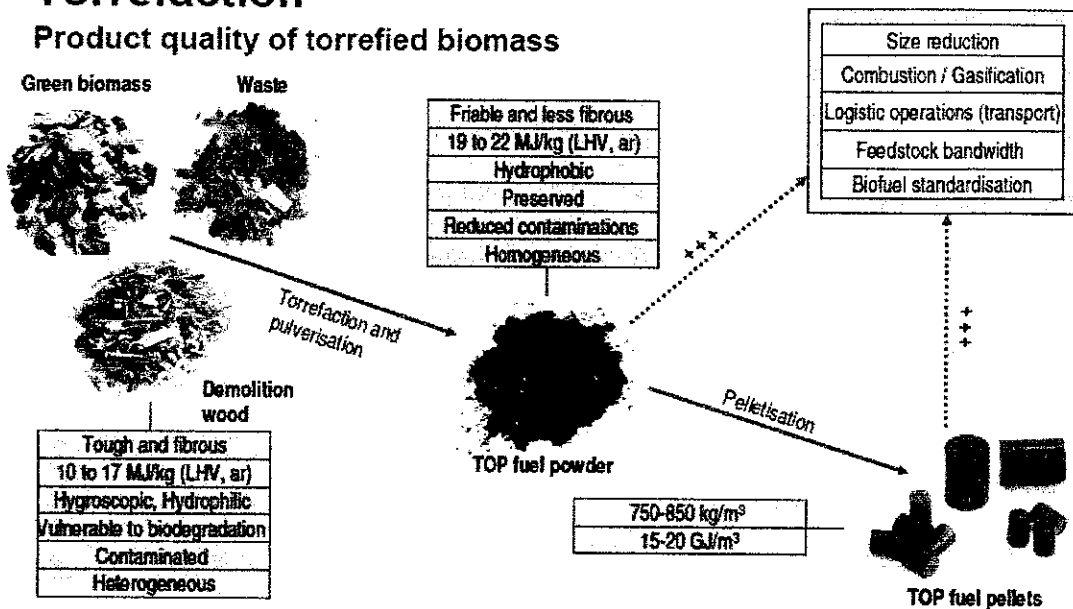 Torrefaction
Product quality of torrefied biomass
Green biomass
Waste
Demolition
wood
Tough and fibrous
10 to 17 MJ/kg (LHV, ar)
Hygroscopic, Hydrophilic
Vulnerable to biodegradation
Contaminated
Heterogeneous
Torrefaction and
pulverisation
Friable and less fibrous
19 to 22 MJ/kg (LHV, ar)
Hydrophobic
Preserved
Reduced contaminations
Homogeneous
TOP fuel powder
+++
Pelletisation
750-850 kg/m³
15-20 GJ/m³
TOP fuel pellets
+++
Size reduction
Combustion / Gasification
Logistic operations (transport)
Feedstock bandwidth
Biofuel standardisation